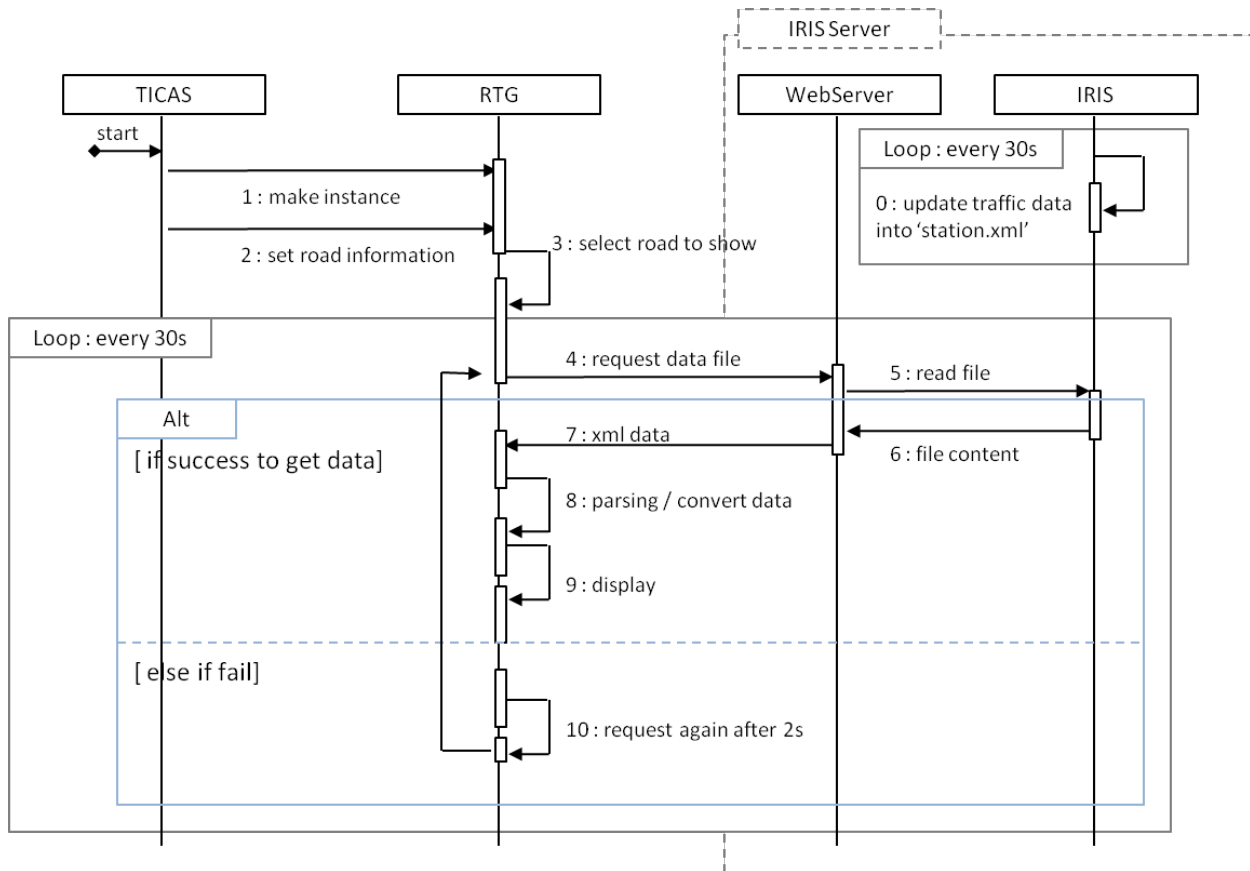 IRIS Server
TICAS
RTG
WebServer
IRIS
start
Loop : every 30s
1 : make instance
0 : update traffic data
into ‘station.xml’
2 : set road information
3 : select road to show
Loop : every 30s
4 : request data file
5 : read file
Alt
7 : xml data
6 : file content
[ if success to get data]
8 : parsing / convert data
9 : display
[ else if fail]
10 : request again after 2s